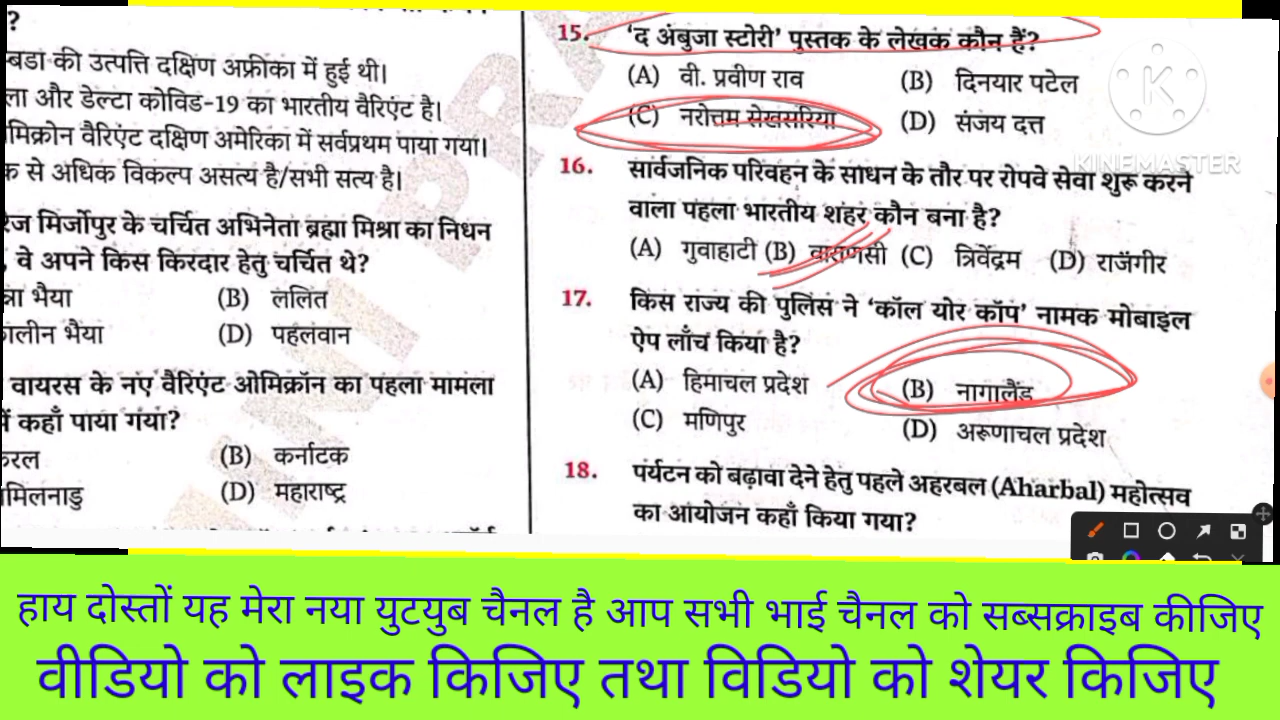 ?
बडा की उत्पत्ति दक्षिण अफ्रीका में हुई थी।
ला और डेल्टा कोविड-19 का भारतीय वैरिएंट है।
मिक्रोन वैरिएंट दक्षिण अमेरिका में सर्वप्रथम पाया गया।
क से अधिक विकल्प असत्य है/सभी सत्य है।
रेज मिर्जोपुर के चर्चित अभिनेता ब्रह्मा मिश्रा का निधन
, वे अपने किस किरदार हेतु चर्चित थे?
न्ना भैया (B) ललित
ालीन भैया (D) पहलवान
वायरस के नए वैरिएंट ओमिक्रॉन का पहला मामला
में कहाँ पाया गया?
करल (B) कर्नाटक
मिलनाडु (D) महाराष्ट्र
15. 'द अंबुजा स्टोरी' पुस्तक के लेखक कौन हैं?
(A) वी. प्रवीण राव (B) दिनयार पटेल
(C) नरोत्तम सेखसरिया (D) संजय दत्त
16. सार्वजनिक परिवहन के साधन के तौर पर रोपवे सेवा शुरू करने
वाला पहला भारतीय शहर कौन बना है?
(A) गुवाहाटी (B) वाराणसी (C) त्रिवेंद्रम (D) राजगीर
17. किस राज्य की पुलिस ने 'कॉल योर कॉप' नामक मोबाइल
ऐप लाँच किया है?
(A) हिमाचल प्रदेश (B) नागालैंड
(C) मणिपुर (D) अरूणाचल प्रदेश
18. पर्यटन को बढ़ावा देने हेतु पहले अहरबल (Aharbal) महोत्सव
का आयोजन कहाँ किया गया?
KINEMASTER
हाय दोस्तों यह मेरा नया युटयुब चैनल है आप सभी भाई चैनल को सब्सक्राइब कीजिए
वीडियो को लाइक किजिए तथा विडियो को शेयर किजिए